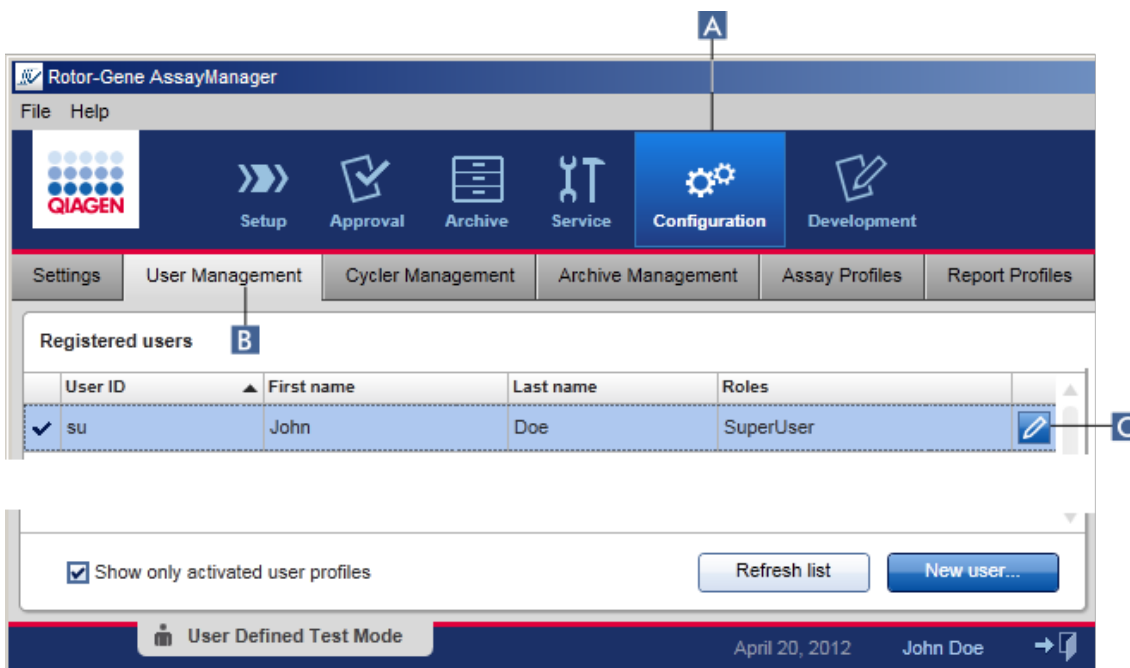 A
Rotor-Gene AssayManager
File Help
QIAGEN
Setup Approval Archive Service Configuration Development
Settings User Management Cycler Management Archive Management Assay Profiles Report Profiles
B
Registered users
User ID First name Last name Roles
su John Doe SuperUser
C
Show only activated user profiles Refresh list New user...
User Defined Test Mode April 20, 2012 John Doe